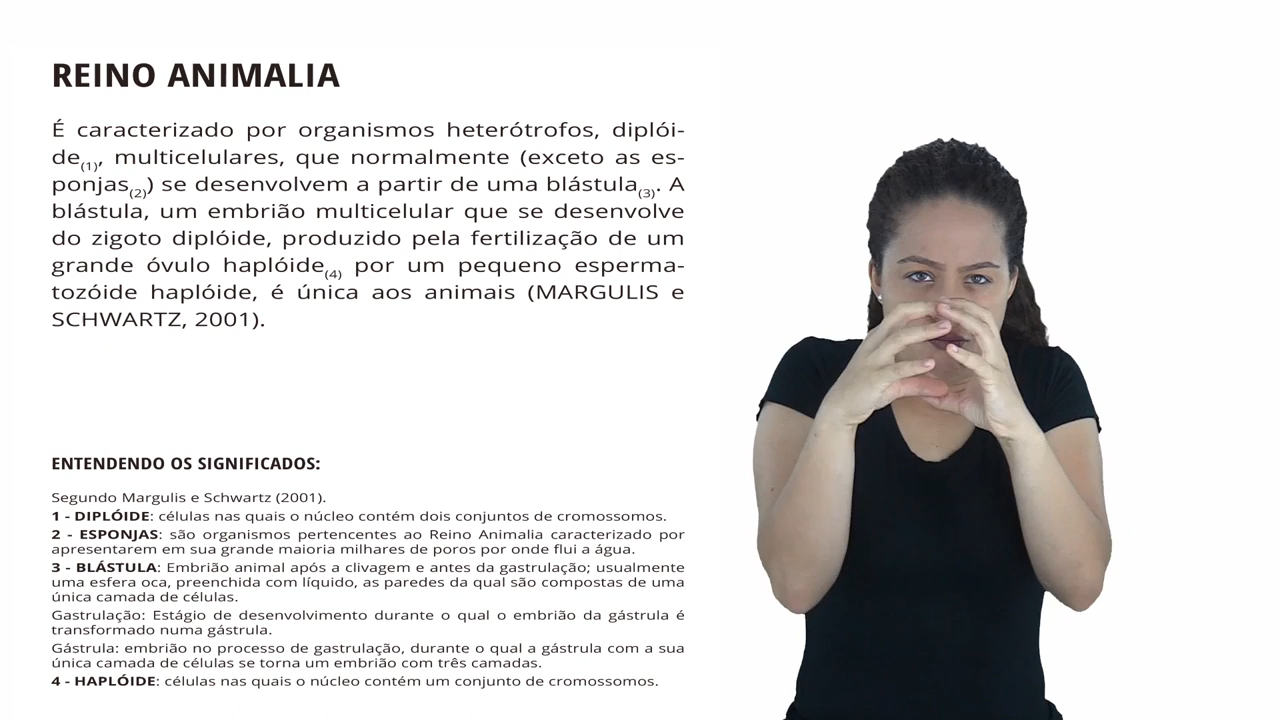 REINO ANIMALIA
É caracterizado por organismos heterótrofos, diplói-
de(1), multicelulares, que normalmente (exceto as es-
ponjas(2)) se desenvolvem a partir de uma blástula(3). A
blástula, um embrião multicelular que se desenvolve
do zigoto diplóide, produzido pela fertilização de um
grande óvulo haplóide(4) por um pequeno esperma-
tozóide haplóide, é única aos animais (MARGULIS e
SCHWARTZ, 2001).
ENTENDENDO OS SIGNIFICADOS:
Segundo Margulis e Schwartz (2001).
1 - DIPLÓIDE: células nas quais o núcleo contém dois conjuntos de cromossomos.
2 - ESPONJAS: são organismos pertencentes ao Reino Animalia caracterizado por
apresentarem em sua grande maioria milhares de poros por onde flui a água.
3 - BLÁSTULA: Embrião animal após a clivagem e antes da gastrulação; usualmente
uma esfera oca, preenchida com líquido, as paredes da qual são compostas de uma
única camada de células.
Gastrulação: Estágio de desenvolvimento durante o qual o embrião da gástrula é
transformado numa gástrula.
Gástrula: embrião no processo de gastrulação, durante o qual a gástrula com a sua
única camada de células se torna um embrião com três camadas.
4 - HAPLÓIDE: células nas quais o núcleo contém um conjunto de cromossomos.